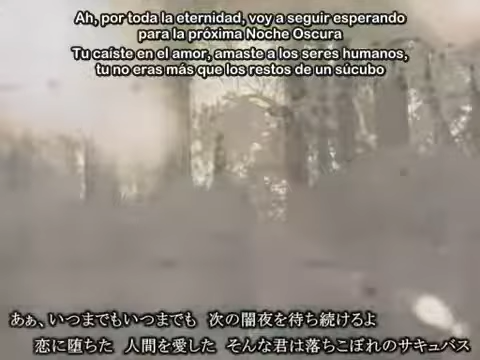 Ah, por toda la eternidad, voy a seguir esperando
para la próxima Noche Oscura
Tu caíste en el amor, amaste a los seres humanos,
tu no eras más que los restos de un súcubo
あぁ、いつまでもいつまでも 次の闇夜を待ち続けるよ
恋に堕ちた 人間を愛した そんな君は落ちこぼれのサキュバス